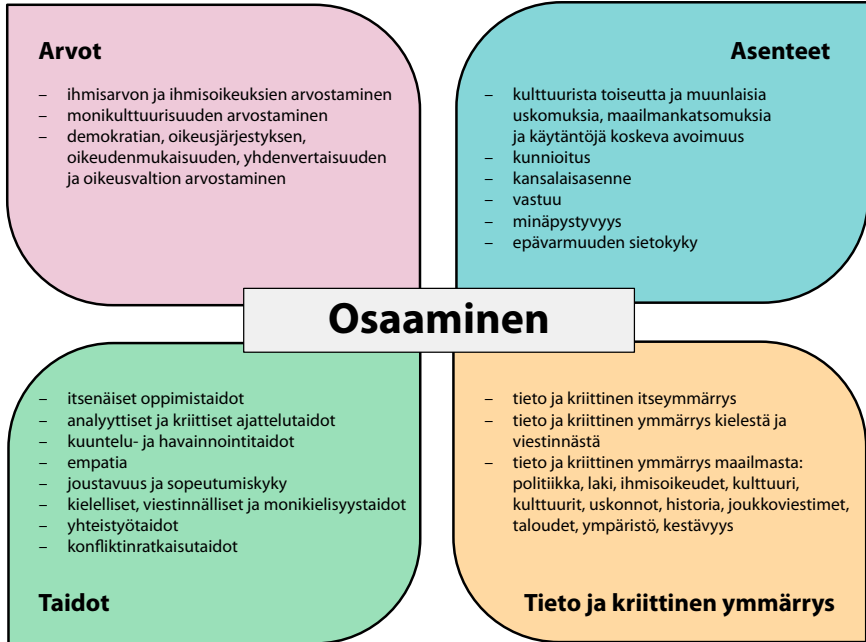 Arvot
– ihmisarvon ja ihmisoikeuksien arvostaminen
– monikulttuurisuuden arvostaminen
– demokratian, oikeusjärjestyksen,
oikeudenmukaisuuden, yhdenvertaisuuden
ja oikeusvaltion arvostaminen
Asenteet
– kulttuurista toiseutta ja muunlaisia
uskomuksia, maailmankatsomuksia
ja käytäntöjä koskeva avoimuus
– kunnioitus
– kansalaisasenne
– vastuu
– minäpystyvyys
– epävarmuuden sietokyky
Osaaminen
– itsenäiset oppimistaidot
– analyyttiset ja kriittiset ajattelutaidot
– kuuntelu- ja havainnointitaidot
– empatia
– joustavuus ja sopeutumiskyky
– kielelliset, viestinnälliset ja monikielisyystaidot
– yhteistyötaidot
– konfliktinratkaisutaidot
Taidot
– tieto ja kriittinen itseymmärrys
– tieto ja kriittinen ymmärrys kielestä ja
viestinnästä
– tieto ja kriittinen ymmärrys maailmasta:
politiikka, laki, ihmisoikeudet, kulttuuri,
kulttuurit, uskonnot, historia, joukkoviestimet,
taloudet, ympäristö, kestävyys
Tieto ja kriittinen ymmärrys